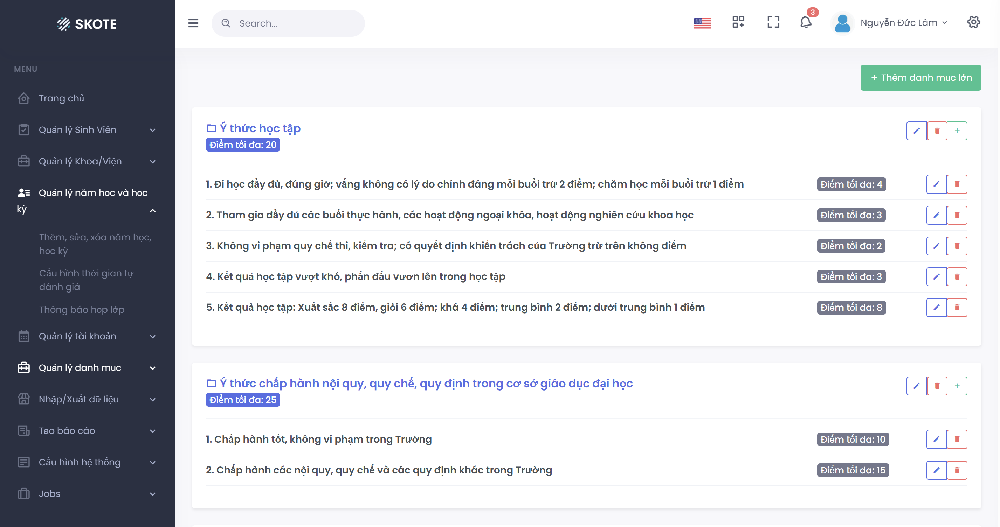 SKOTE
Search...
3
Nguyễn Đức Lâm
MENU
Trang chủ
Quản lý Sinh Viên
Quản lý Khoa/Viện
Quản lý năm học và học
kỳ
Thêm, sửa, xóa năm học,
học kỳ
Cấu hình thời gian tự
đánh giá
Thông báo họp lớp
Quản lý tài khoản
Quản lý danh mục
Nhập/Xuất dữ liệu
Tạo báo cáo
Cấu hình hệ thống
Jobs
+ Thêm danh mục lớn
Ý thức học tập
Điểm tối đa: 20
1. Đi học đầy đủ, đúng giờ; vắng không có lý do chính đáng mỗi buổi trừ 2 điểm; chăm học mỗi buổi trừ 1 điểm
Điểm tối đa: 4
2. Tham gia đầy đủ các buổi thực hành, các hoạt động ngoại khóa, hoạt động nghiên cứu khoa học
Điểm tối đa: 3
3. Không vi phạm quy chế thi, kiểm tra; có quyết định khiển trách của Trường trừ trên không điểm
Điểm tối đa: 2
4. Kết quả học tập vượt khó, phấn đấu vươn lên trong học tập
Điểm tối đa: 3
5. Kết quả học tập: Xuất sắc 8 điểm, giỏi 6 điểm; khá 4 điểm; trung bình 2 điểm; dưới trung bình 1 điểm
Điểm tối đa: 8
Ý thức chấp hành nội quy, quy chế, quy định trong cơ sở giáo dục đại học
Điểm tối đa: 25
1. Chấp hành tốt, không vi phạm trong Trường
Điểm tối đa: 10
2. Chấp hành các nội quy, quy chế và các quy định khác trong Trường
Điểm tối đa: 15